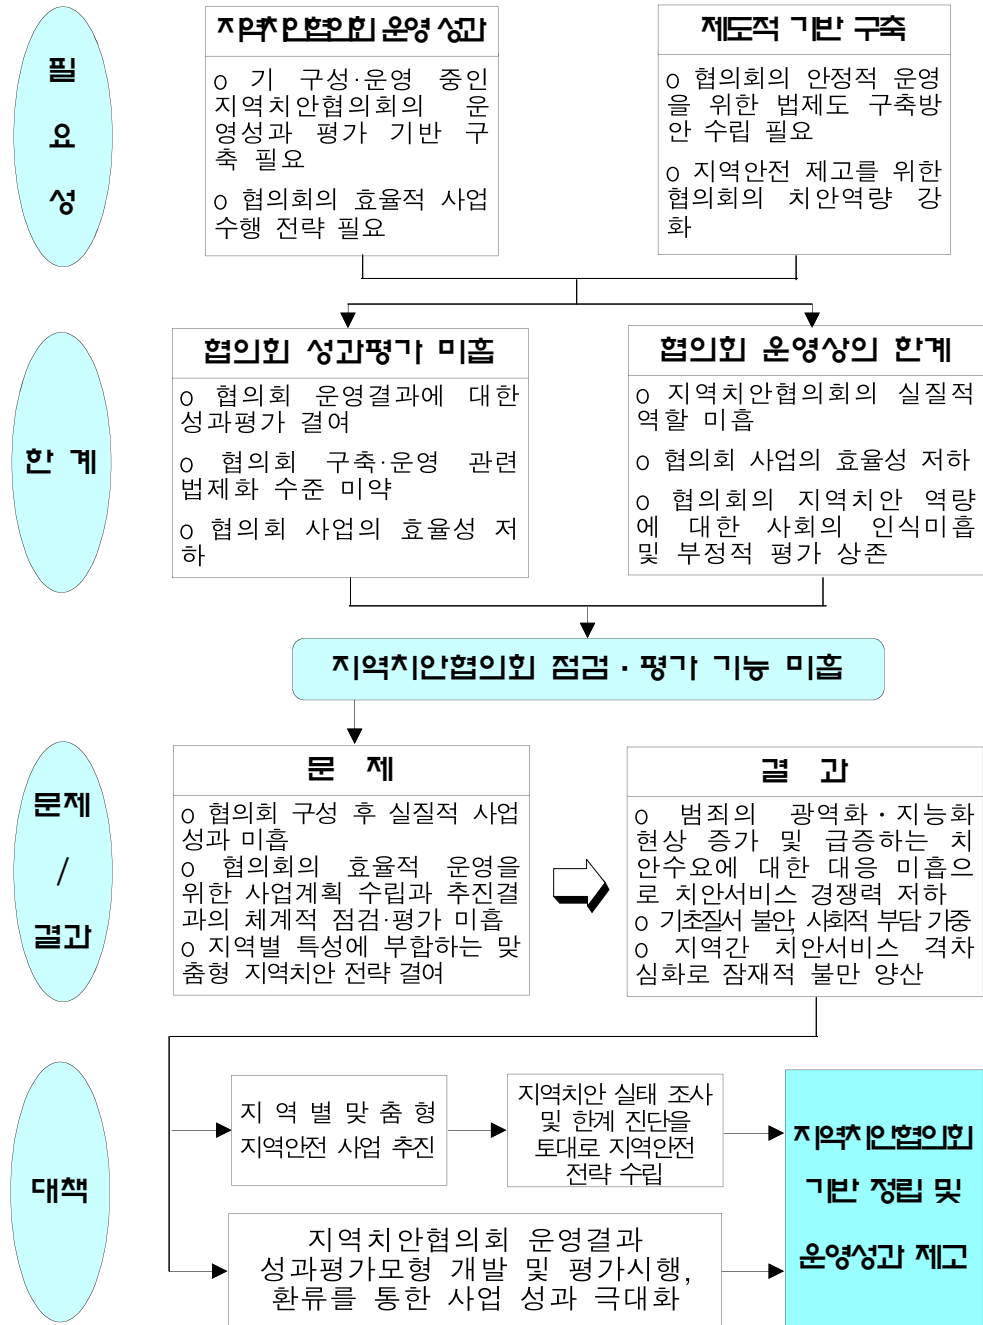 필
요
성
지역치안협의회 운영 성과
o 기 구성·운영 중인
지역치안협의회의 운
영성과 평가 기반 구
축 필요
o 협의회의 효율적 사업
수행 전략 필요
제도적 기반 구축
o 협의회의 안정적 운영
을 위한 법제도 구축방
안 수립 필요
o 지역안전 제고를 위한
협의회의 치안역량 강
화
한 계
협의회 성과평가 미흡
o 협의회 운영결과에 대한
성과평가 결여
o 협의회 구축·운영 관련
법제화 수준 미약
o 협의회 사업의 효율성 저
하
협의회 운영상의 한계
o 지역치안협의회의 실질적
역할 미흡
o 협의회 사업의 효율성 저하
o 협의회의 지역치안 역량
에 대한 사회의 인식미흡
및 부정적 평가 상존
지역치안협의회 점검 · 평가 기능 미흡
문제
/
결과
문 제
o 협의회 구성 후 실질적 사업
성과 미흡
o 협의회의 효율적 운영을
위한 사업계획 수립과 추진결
과의 체계적 점검·평가 미흡
o 지역별 특성에 부합하는 맞
춤형 지역치안 전략 결여
결 과
o 범죄의 광역화·지능화
현상 증가 및 급증하는 치
안수요에 대한 대응 미흡으
로 치안서비스 경쟁력 저하
o 기초질서 불안, 사회적 부담 가중
o 지역간 치안서비스 격차
심화로 잠재적 불만 양산
대책
지 역 별 맞 춤 형
지역안전 사업 추진
지역치안 실태 조사
및 한계 진단을
토대로 지역안전
전략 수립
지역치안협의회 운영결과
성과평가모형 개발 및 평가시행,
환류를 통한 사업 성과 극대화
지역치안협의회
기반 정립 및
운영성과 제고